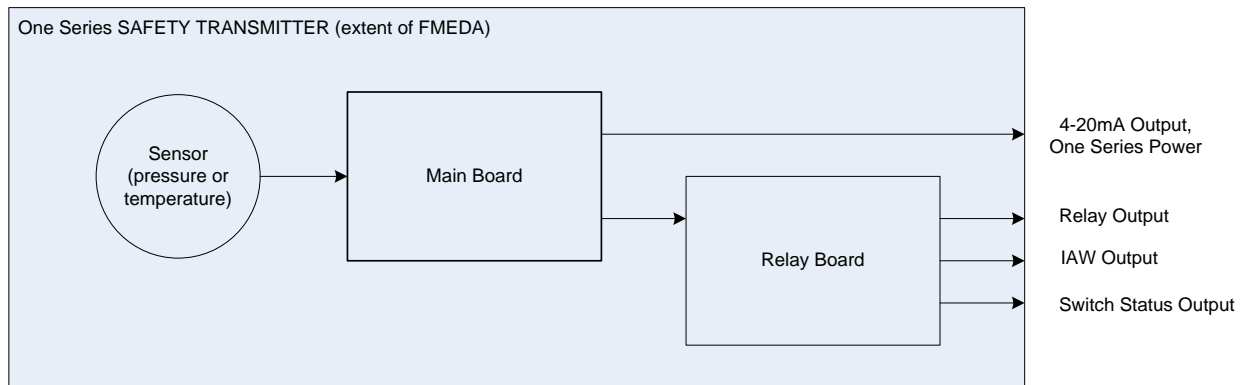 One Series SAFETY TRANSMITTER (extent of FMEDA)
Sensor
(pressure or
temperature)
Main Board
4-20mA Output,
One Series Power
Relay Board
Relay Output
IAW Output
Switch Status Output